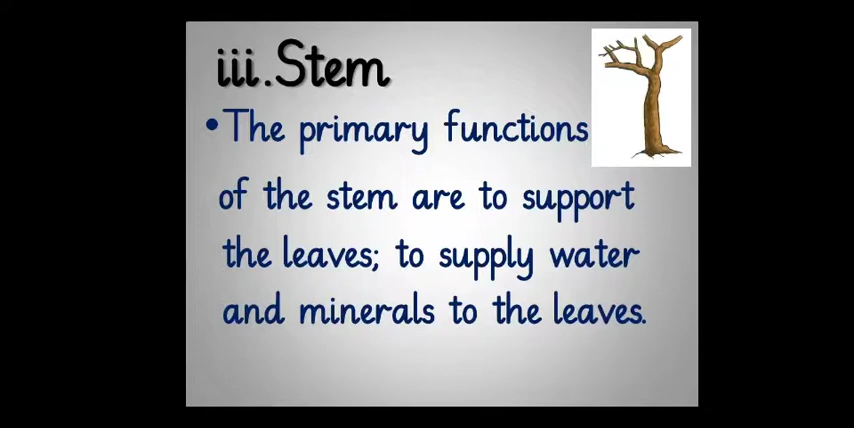 iii.Stem
•The primary functions
of the stem are to support
the leaves; to supply water
and minerals to the leaves.